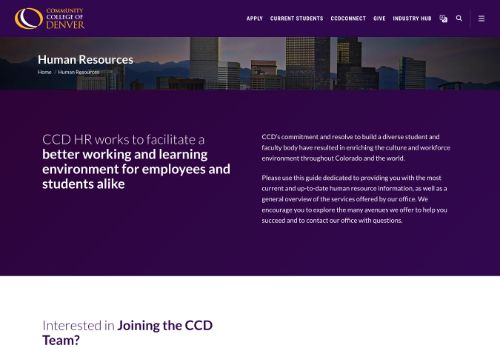 COMMUNITY
COLLEGE OF
DENVER
APPLY CURRENT STUDENTS CCDCONNECT GIVE INDUSTRY HUB
Human Resources
Home / Human Resources
CCD HR works to facilitate a
better working and learning
environment for employees and
students alike
CCD's commitment and resolve to build a diverse student and
faculty body have resulted in enriching the culture and workforce
environment throughout Colorado and the world.
Please use this guide dedicated to providing you with the most
current and up-to-date human resource information, as well as a
general overview of the services offered by our office. We
encourage you to explore the many avenues we offer to help you
succeed and to contact our office with questions.
Interested in Joining the CCD
Team?